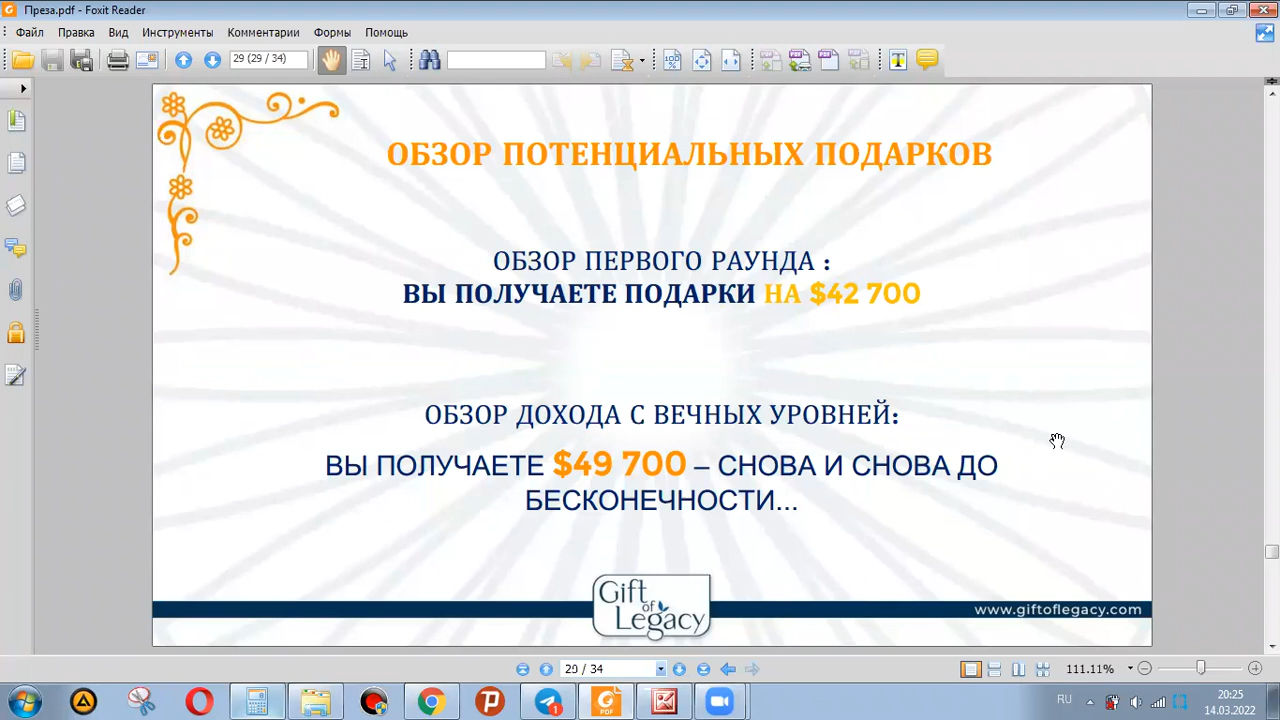 Преза.pdf - Foxit Reader
Файл Правка Вид Инструменты Комментарии Формы Помощь
29 (29 / 34)
ОБЗОР ПОТЕНЦИАЛЬНЫХ ПОДАРКОВ
ОБЗОР ПЕРВОГО РАУНДА :
ВЫ ПОЛУЧАЕТЕ ПОДАРКИ НА $42 700
ОБЗОР ДОХОДА С ВЕЧНЫХ УРОВНЕЙ:
ВЫ ПОЛУЧАЕТЕ $49 700 – СНОВА И СНОВА ДО
БЕСКОНЕЧНОСТИ...
Gift
of
Legacy
www.giftoflegacy.com
29 / 34
111.11%
RU
20:25
14.03.2022